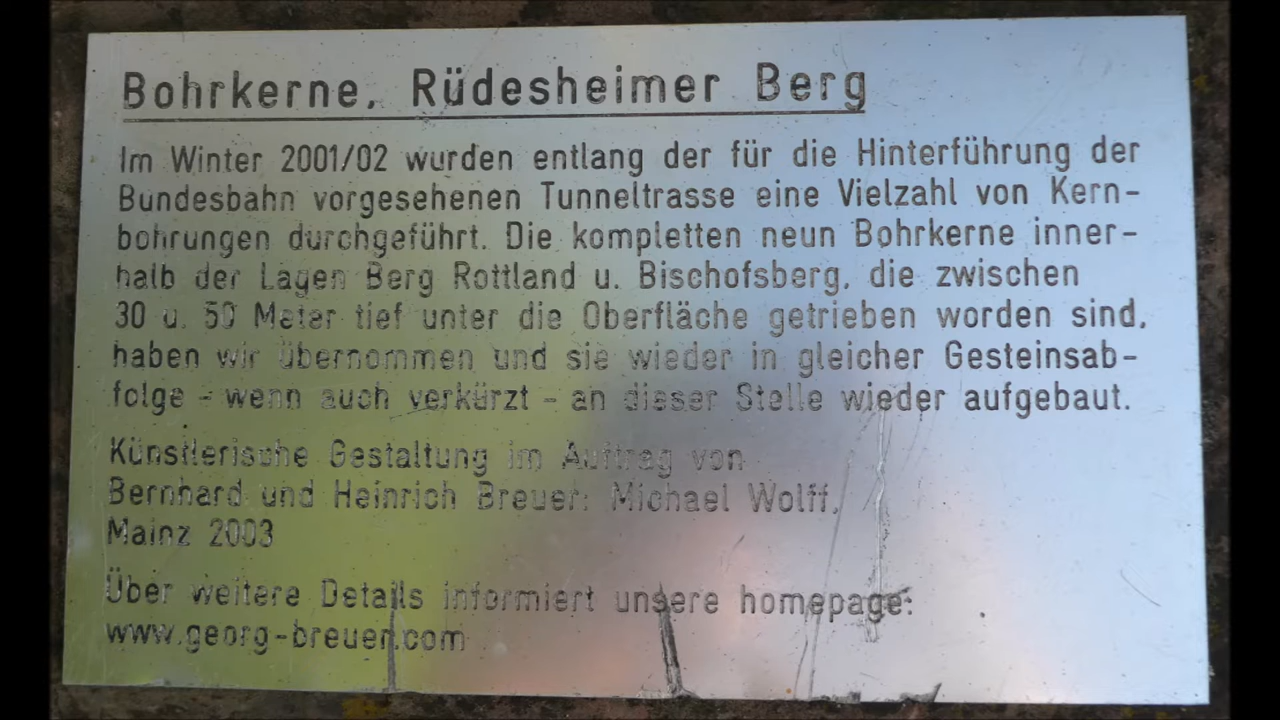 Bohrkerne, Rüdesheimer Berg
Im Winter 2001/02 wurden entlang der für die Hinterführung der
Bundesbahn vorgesehenen Tunneltrasse eine Vielzahl von Kern-
bohrungen durchgeführt. Die kompletten neun Bohrkerne inner-
halb der Lagen Berg Rottland u. Bischofsberg, die zwischen
30 u. 50 Meter tief unter die Oberfläche getrieben worden sind,
haben wir übernommen und sie wieder in gleicher Gesteinsab-
folge - wenn auch verkürzt - an dieser Stelle wieder aufgebaut.
Künstlerische Gestaltung im Auftrag von
Bernhard und Heinrich Breuer: Michael Wolff,
Mainz 2003
Über weitere Details informiert unsere homepage:
www.georg-breuer.com